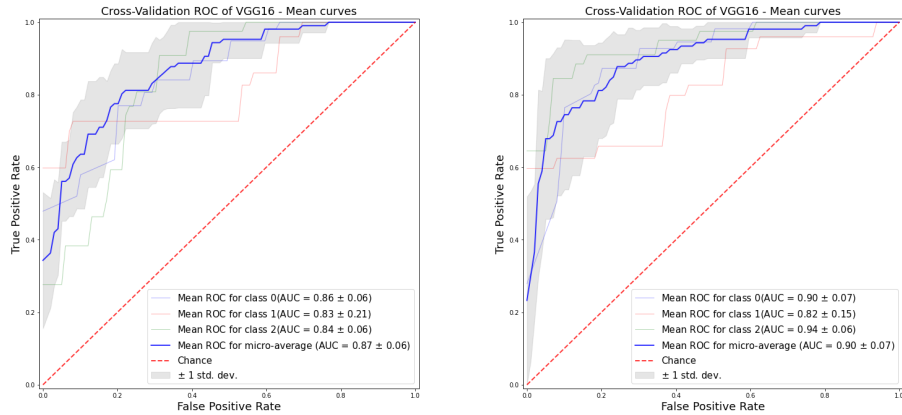 Cross-Validation ROC of VGG16 - Mean curves
True Positive Rate
1.0
0.8
0.6
0.4
0.2
0.0
Mean ROC for class 0(AUC = 0.86 ± 0.06)
Mean ROC for class 1(AUC = 0.83 ± 0.21)
Mean ROC for class 2(AUC = 0.84 ± 0.06)
Mean ROC for micro-average (AUC = 0.87 ± 0.06)
Chance
± 1 std. dev.
0.0 0.2 0.4 0.6 0.8 1.0
False Positive Rate
Cross-Validation ROC of VGG16 - Mean curves
True Positive Rate
1.0
0.8
0.6
0.4
0.2
0.0
Mean ROC for class 0(AUC = 0.90 ± 0.07)
Mean ROC for class 1(AUC = 0.82 ± 0.15)
Mean ROC for class 2(AUC = 0.94 ± 0.06)
Mean ROC for micro-average (AUC = 0.90 ± 0.07)
Chance
± 1 std. dev.
0.0 0.2 0.4 0.6 0.8 1.0
False Positive Rate